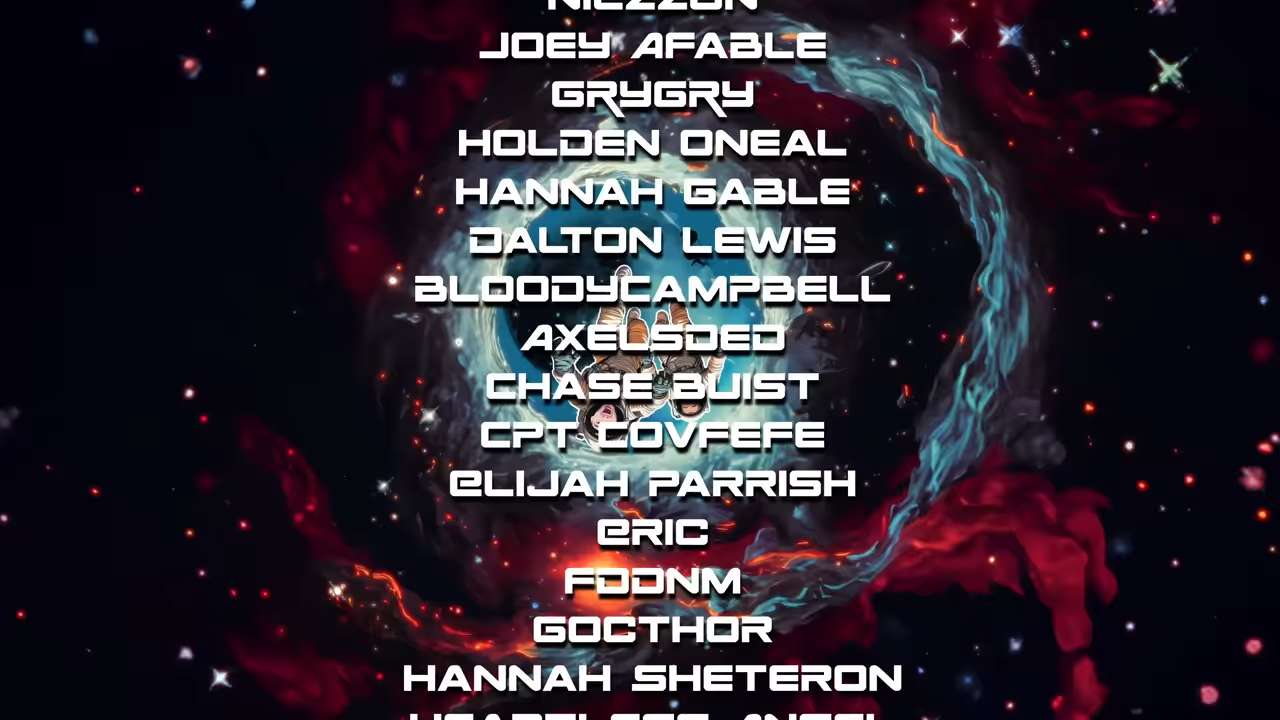 JOEY AFABLE
GRYGRY
HOLDEN ONEAL
HANNAH GABLE
DALTON LEWIS
BLOODYCAMPBELL
AXELSDED
CHASE BUIST
CPT COVFEFE
ELIJAH PARRISH
ERIC
FDDNM
GOCTHOR
HANNAH SHETERON